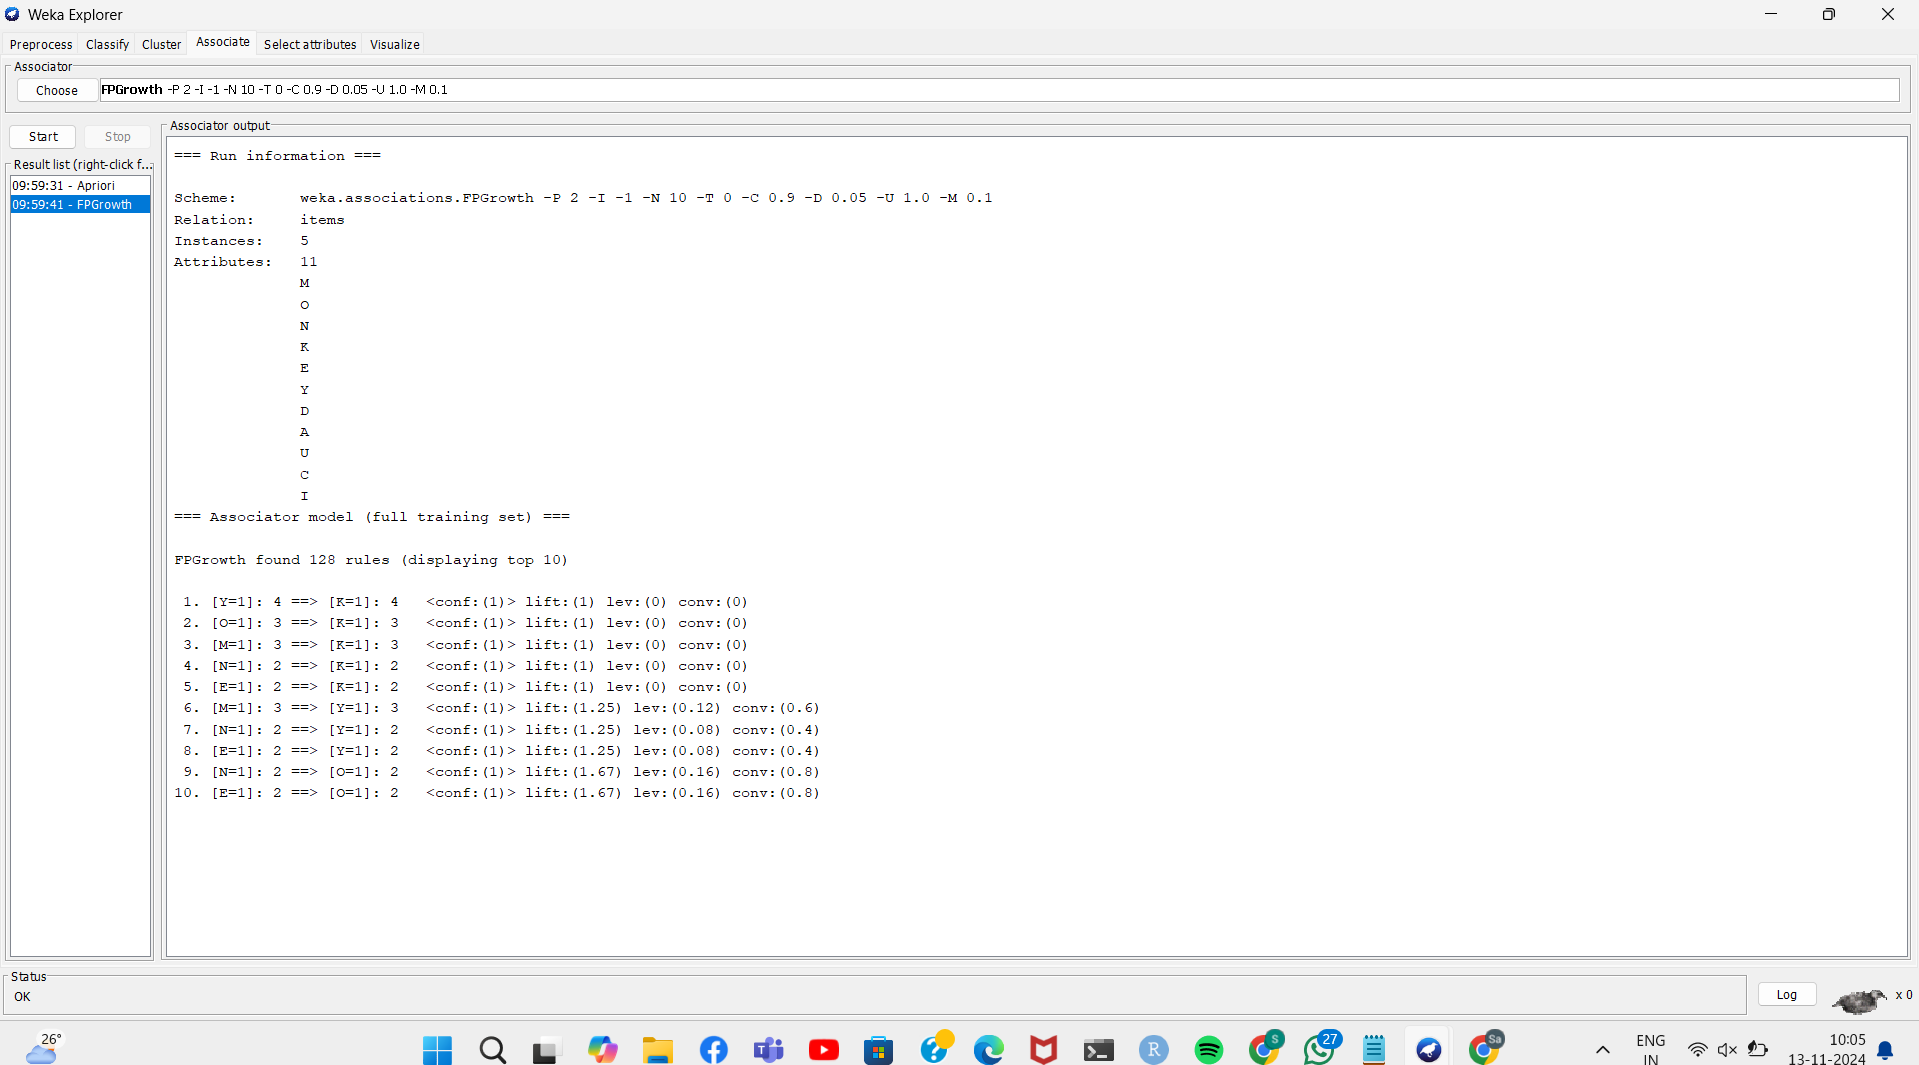 Weka Explorer
Preprocess Classify Cluster Associate Select attributes Visualize
Associator
Choose FPGrowth -P 2 -I -1 -N 10 -T 0 -C 0.9 -D 0.05 -U 1.0 -M 0.1
Start Stop
Result list (right-click f...
09:59:31 - Apriori
09:59:41 - FPGrowth
Associator output
=== Run information ===
Scheme: weka.associations.FPGrowth -P 2 -I -1 -N 10 -T 0 -C 0.9 -D 0.05 -U 1.0 -M 0.1
Relation: items
Instances: 5
Attributes: 11
M
O
N
K
E
Y
D
A
U
C
I
=== Associator model (full training set) ===
FPGrowth found 128 rules (displaying top 10)
1. [Y=1]: 4 ==> [K=1]: 4 <conf:(1)> lift:(1) lev:(0) conv:(0)
2. [O=1]: 3 ==> [K=1]: 3 <conf:(1)> lift:(1) lev:(0) conv:(0)
3. [M=1]: 3 ==> [K=1]: 3 <conf:(1)> lift:(1) lev:(0) conv:(0)
4. [N=1]: 2 ==> [K=1]: 2 <conf:(1)> lift:(1) lev:(0) conv:(0)
5. [E=1]: 2 ==> [K=1]: 2 <conf:(1)> lift:(1) lev:(0) conv:(0)
6. [M=1]: 3 ==> [Y=1]: 3 <conf:(1)> lift:(1.25) lev:(0.12) conv:(0.6)
7. [N=1]: 2 ==> [Y=1]: 2 <conf:(1)> lift:(1.25) lev:(0.08) conv:(0.4)
8. [E=1]: 2 ==> [Y=1]: 2 <conf:(1)> lift:(1.25) lev:(0.08) conv:(0.4)
9. [N=1]: 2 ==> [O=1]: 2 <conf:(1)> lift:(1.67) lev:(0.16) conv:(0.8)
10. [E=1]: 2 ==> [O=1]: 2 <conf:(1)> lift:(1.67) lev:(0.16) conv:(0.8)
Status
OK
Log
x 0
26°
R
S
27
Sa
ENG
IN
10:05
13-11-2024